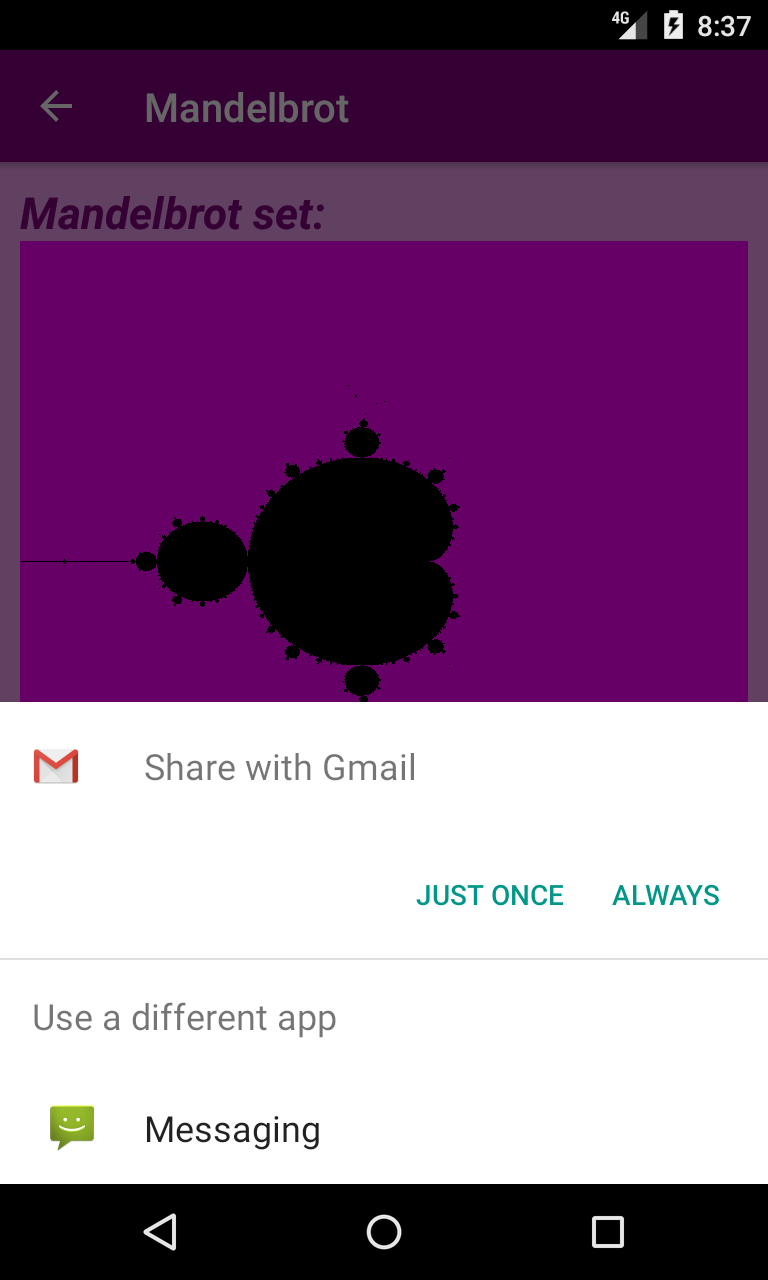 4G 8:37
Mandelbrot
Mandelbrot set:
Share with Gmail
JUST ONCE ALWAYS
Use a different app
Messaging